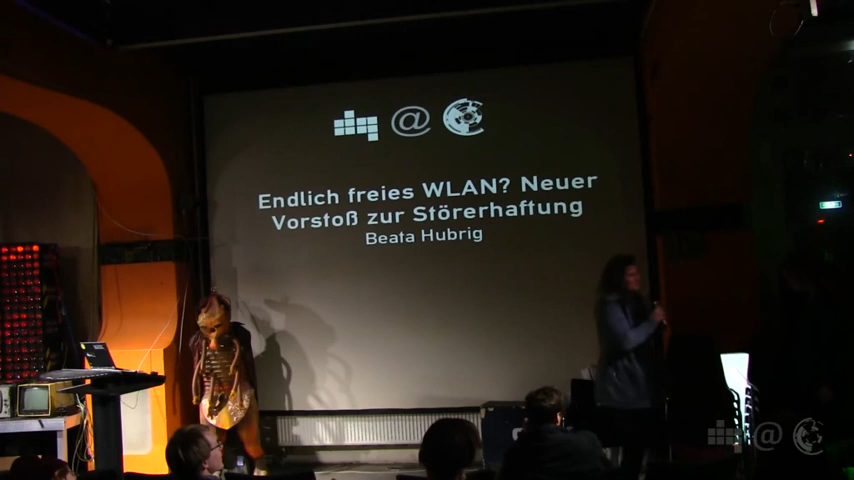 @
Endlich freies WLAN? Neuer
Vorstoß zur Störerhaftung
Beata Hubrig
@